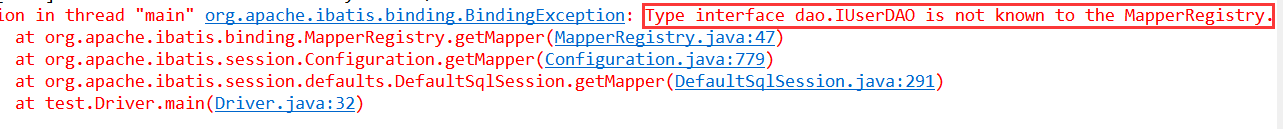 ion in thread "main" org.apache.ibatis.binding.BindingException: Type interface dao.IUserDAO is not known to the MapperRegistry.
at org.apache.ibatis.binding.MapperRegistry.getMapper(MapperRegistry.java:47)
at org.apache.ibatis.session.Configuration.getMapper(Configuration.java:779)
at org.apache.ibatis.session.defaults.DefaultSqlSession.getMapper(DefaultSqlSession.java:291)
at test.Driver.main(Driver.java:32)